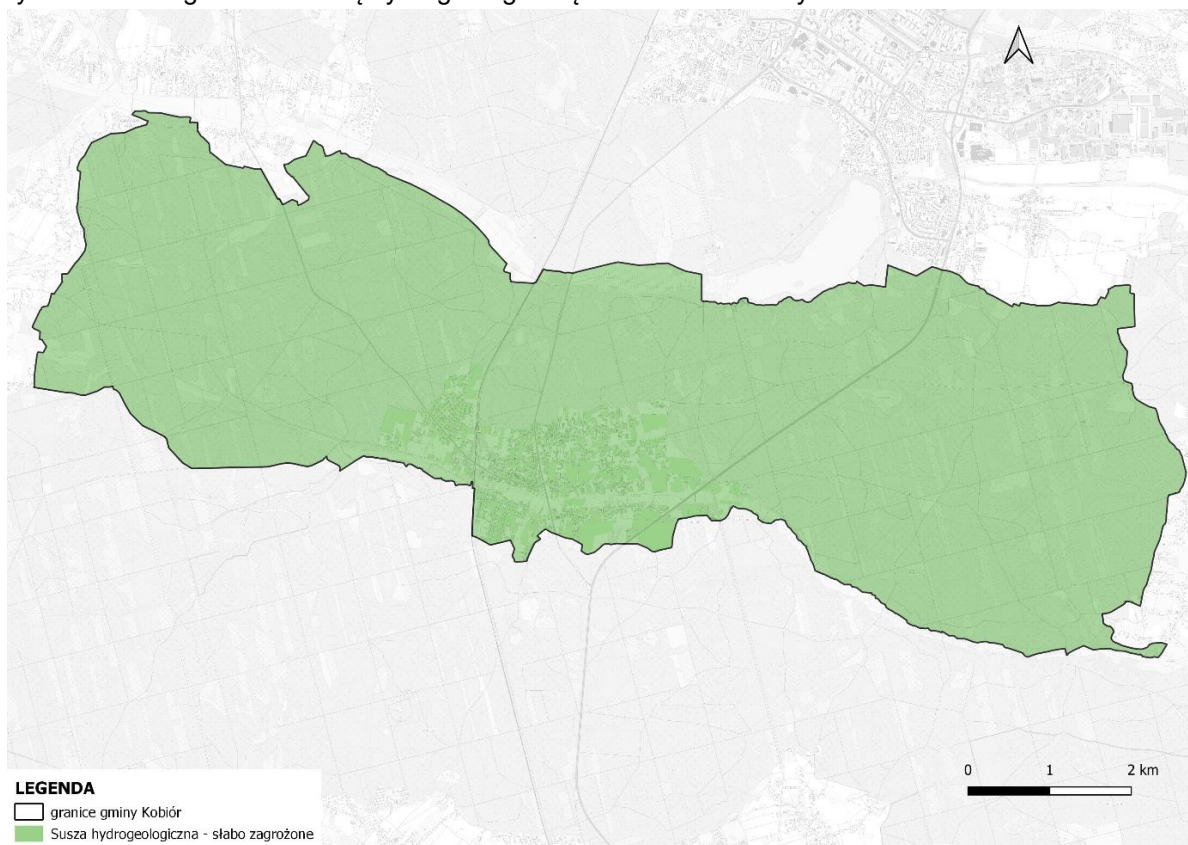 0 1 2 km
LEGENDA
granice gminy Kobiór
Susza hydrogeologiczna - słabo zagrożone